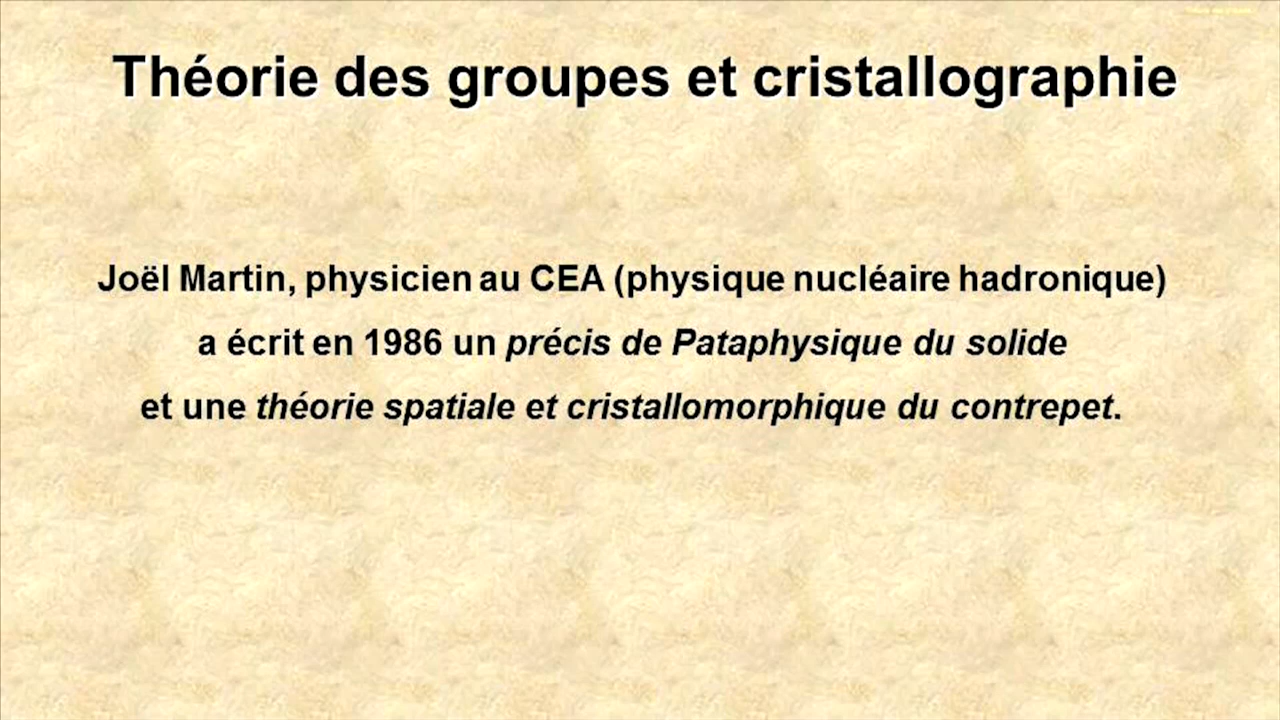 Théorie des groupes et cristallographie
Joël Martin, physicien au CEA (physique nucléaire hadronique)
a écrit en 1986 un précis de Pataphysique du solide
et une théorie spatiale et cristallomorphique du contrepet.